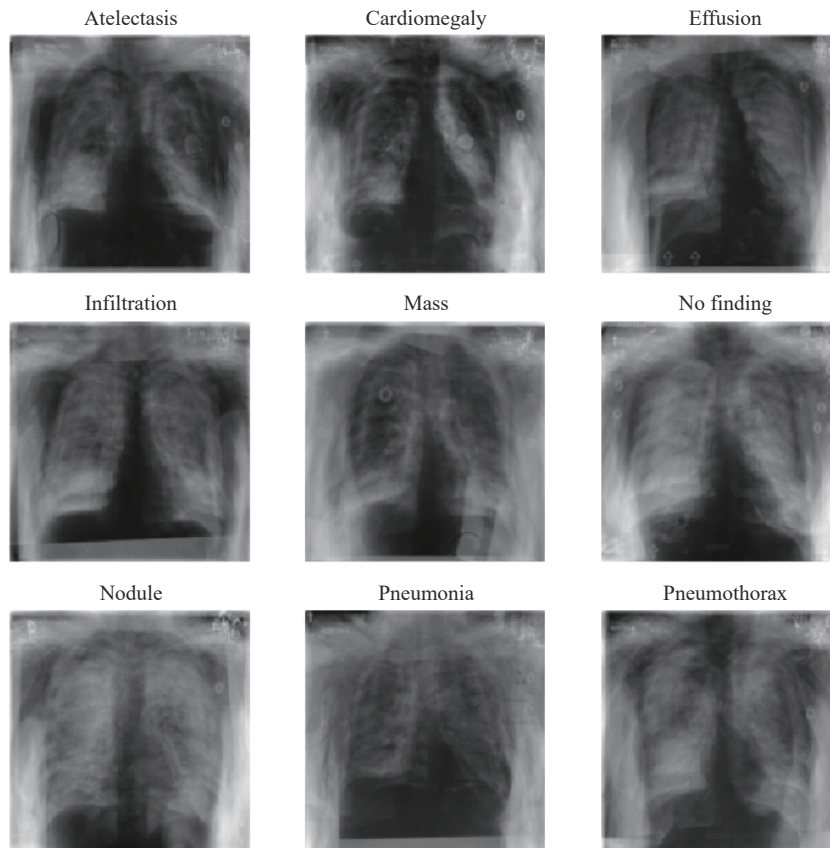 Atelectasis
Cardiomegaly
Effusion
Infiltration
Mass
No finding
Nodule
Pneumonia
Pneumothorax